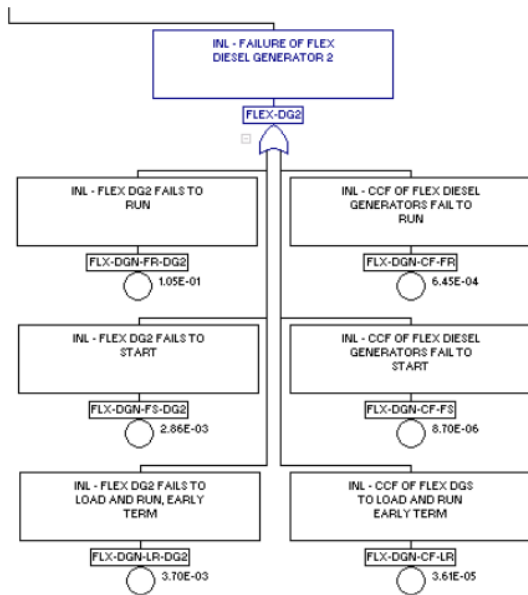 INL - FAILURE OF FLEX
DIESEL GENERATOR 2
FLEX-DG2
INL - FLEX DG2 FAILS TO
RUN
FLX-DGN-FR-DG2
1.05E-01
INL - CCF OF FLEX DIESEL
GENERATORS FAIL TO
RUN
FLX-DGN-CF-FR
6.45E-04
INL - FLEX DG2 FAILS TO
START
FLX-DGN-FS-DG2
2.86E-03
INL - CCF OF FLEX DIESEL
GENERATORS FAIL TO
START
FLX-DGN-CF-FS
8.70E-06
INL - FLEX DG2 FAILS TO
LOAD AND RUN, EARLY
TERM
FLX-DGN-LR-DG2
3.70E-03
INL - CCF OF FLEX DGS
TO LOAD AND RUN
EARLY TERM
FLX-DGN-CF-LR
3.61E-05